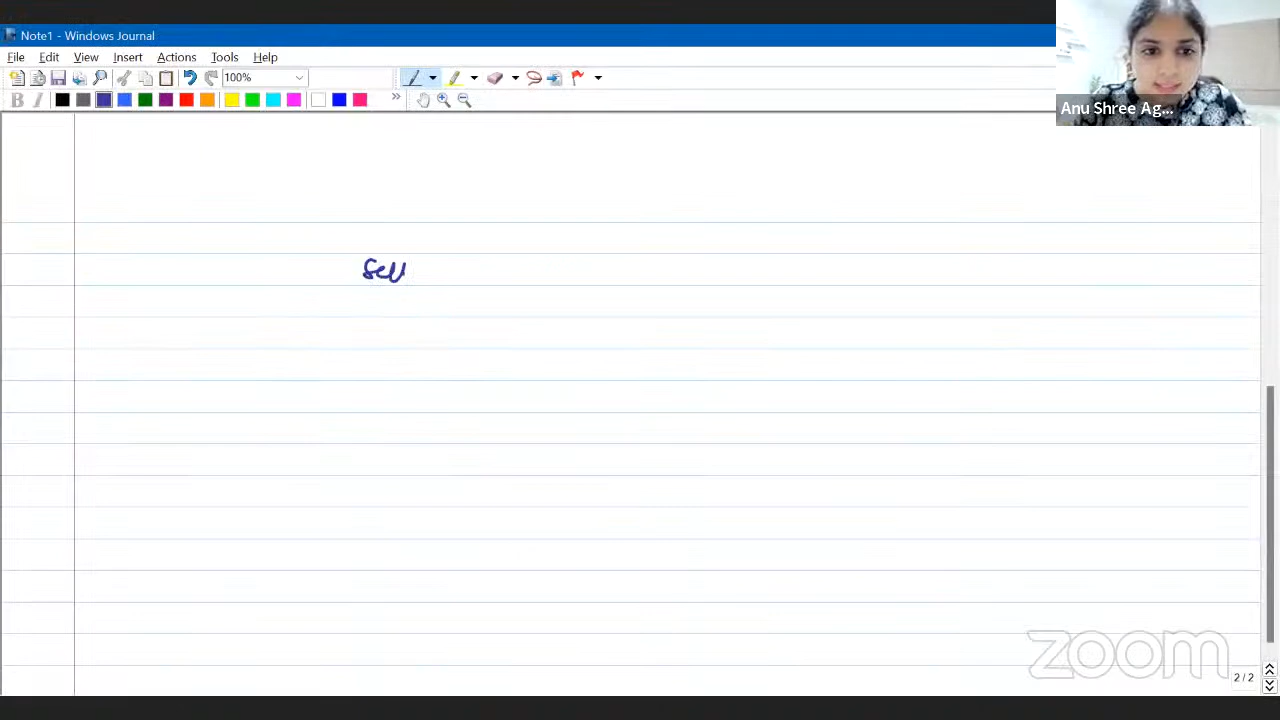 Note1 - Windows Journal
File Edit View Insert Actions Tools Help
100%
B I
Anu Shree Ag...
Sell
zoom
2 / 2